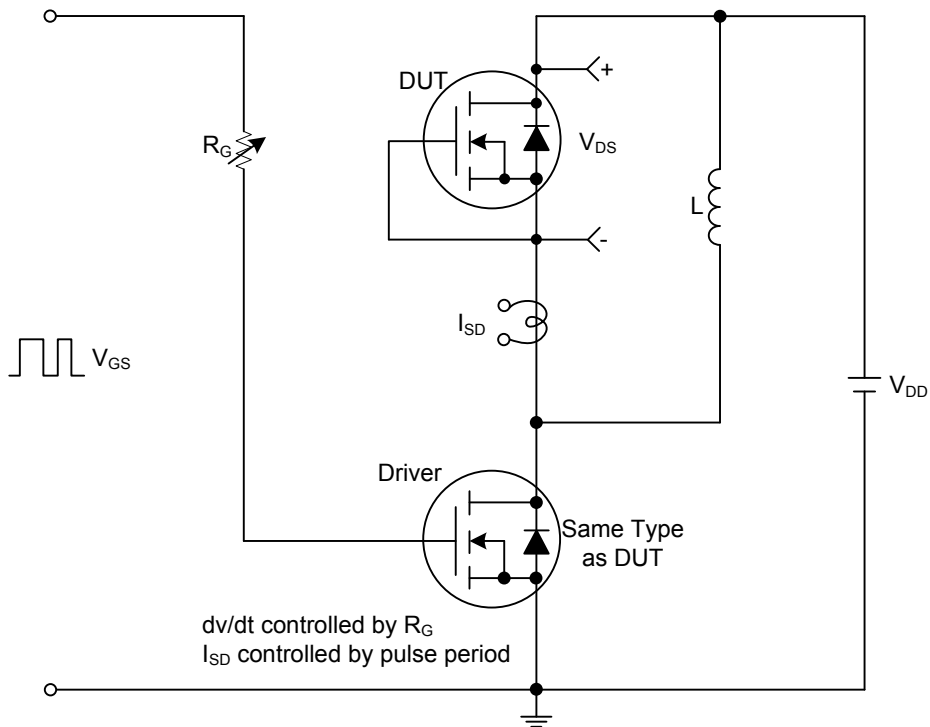 +
DUT
R_G
V_DS
L
-
I_SD
V_GS
V_DD
Driver
Same Type
as DUT
dv/dt controlled by R_G
I_SD controlled by pulse period